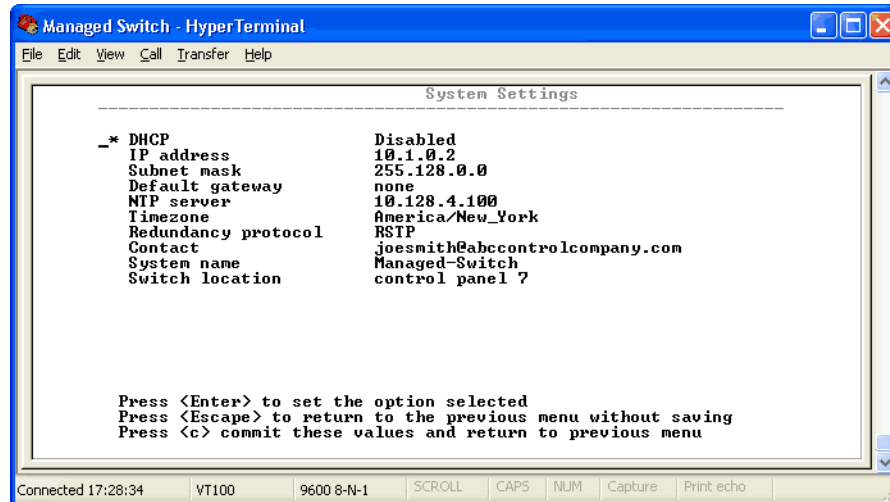 Managed Switch - HyperTerminal
File Edit View Call Transfer Help
System Settings
_* DHCP Disabled
IP address 10.1.0.2
Subnet mask 255.128.0.0
Default gateway none
NTP server 10.128.4.100
Timezone America/New_York
Redundancy protocol RSTP
Contact joesmith@abccontrolcompany.com
System name Managed-Switch
Switch location control panel 7
Press <Enter> to set the option selected
Press <Escape> to return to the previous menu without saving
Press <c> commit these values and return to previous menu
Connected 17:28:34 VT100 9600 8-N-1 SCROLL CAPS NUM Capture Print echo